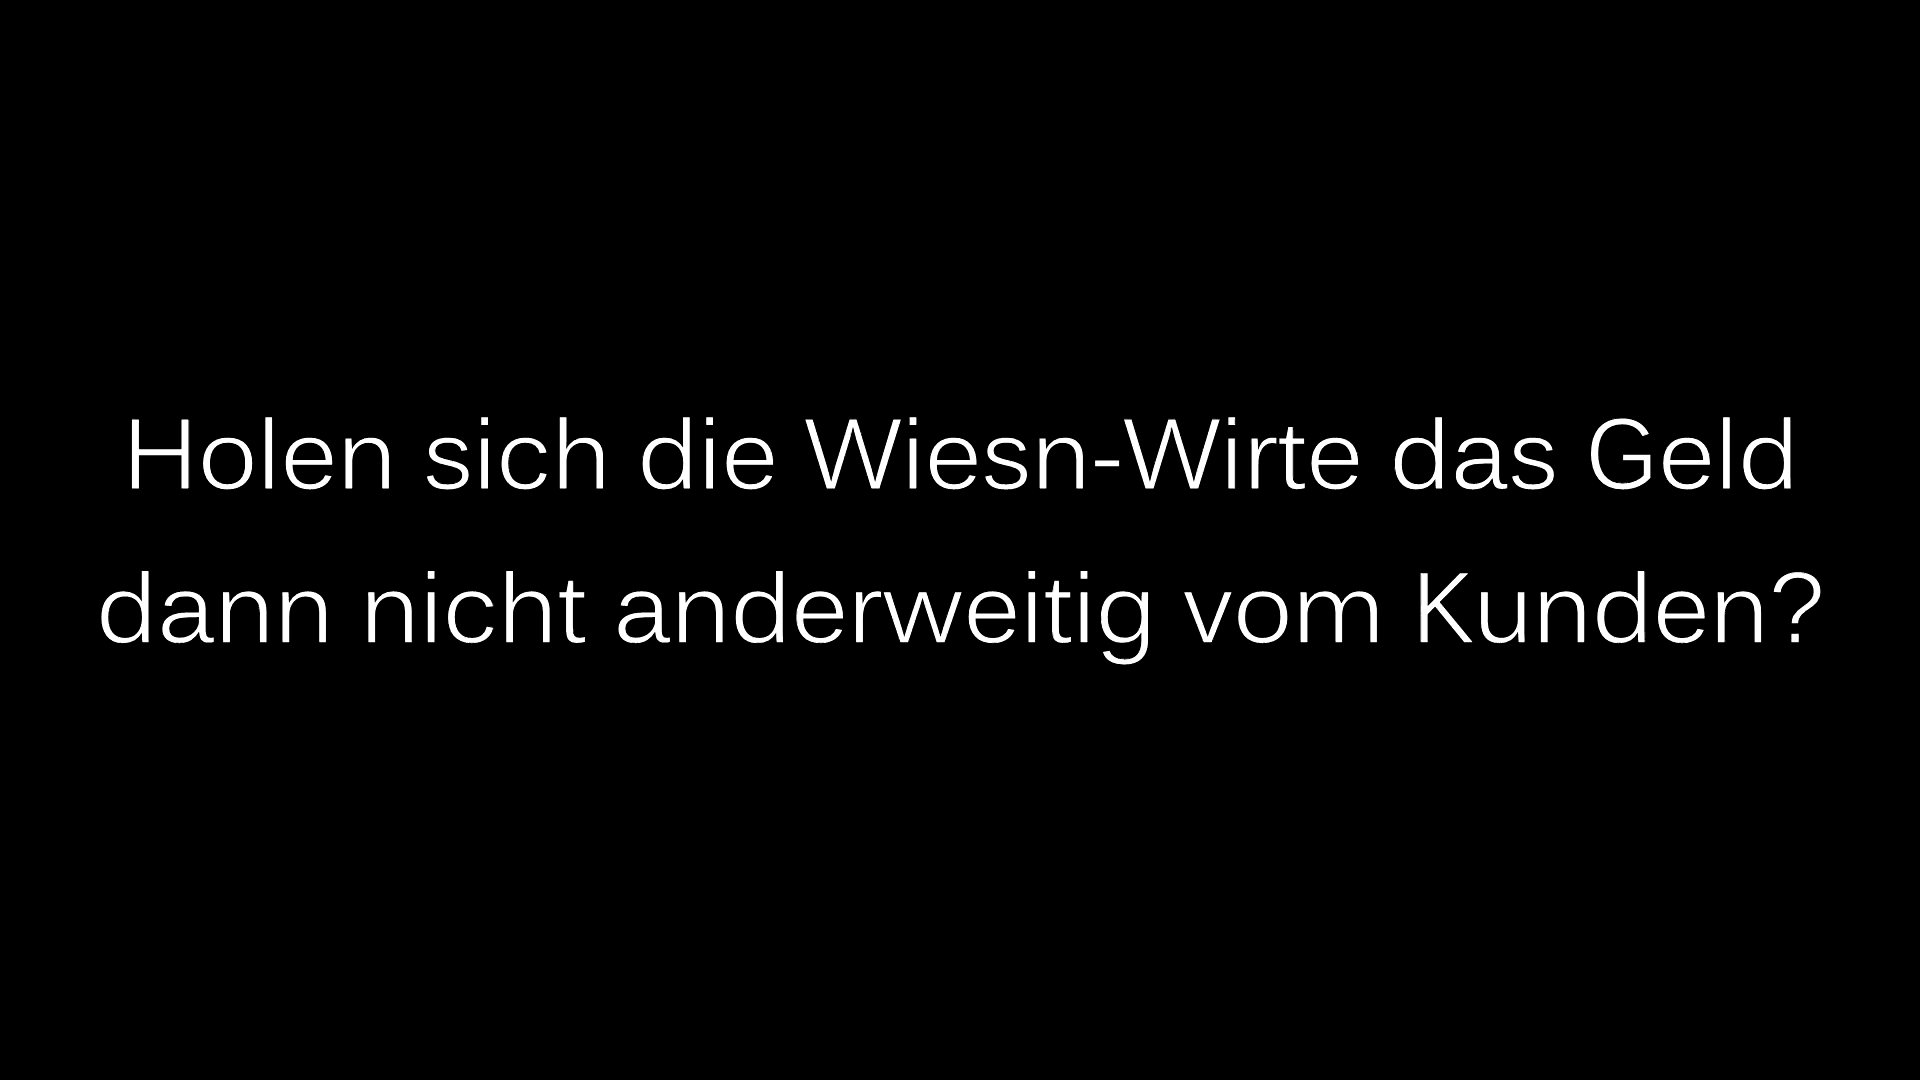 Holen sich die Wiesn-Wirte das Geld
dann nicht anderweitig vom Kunden?